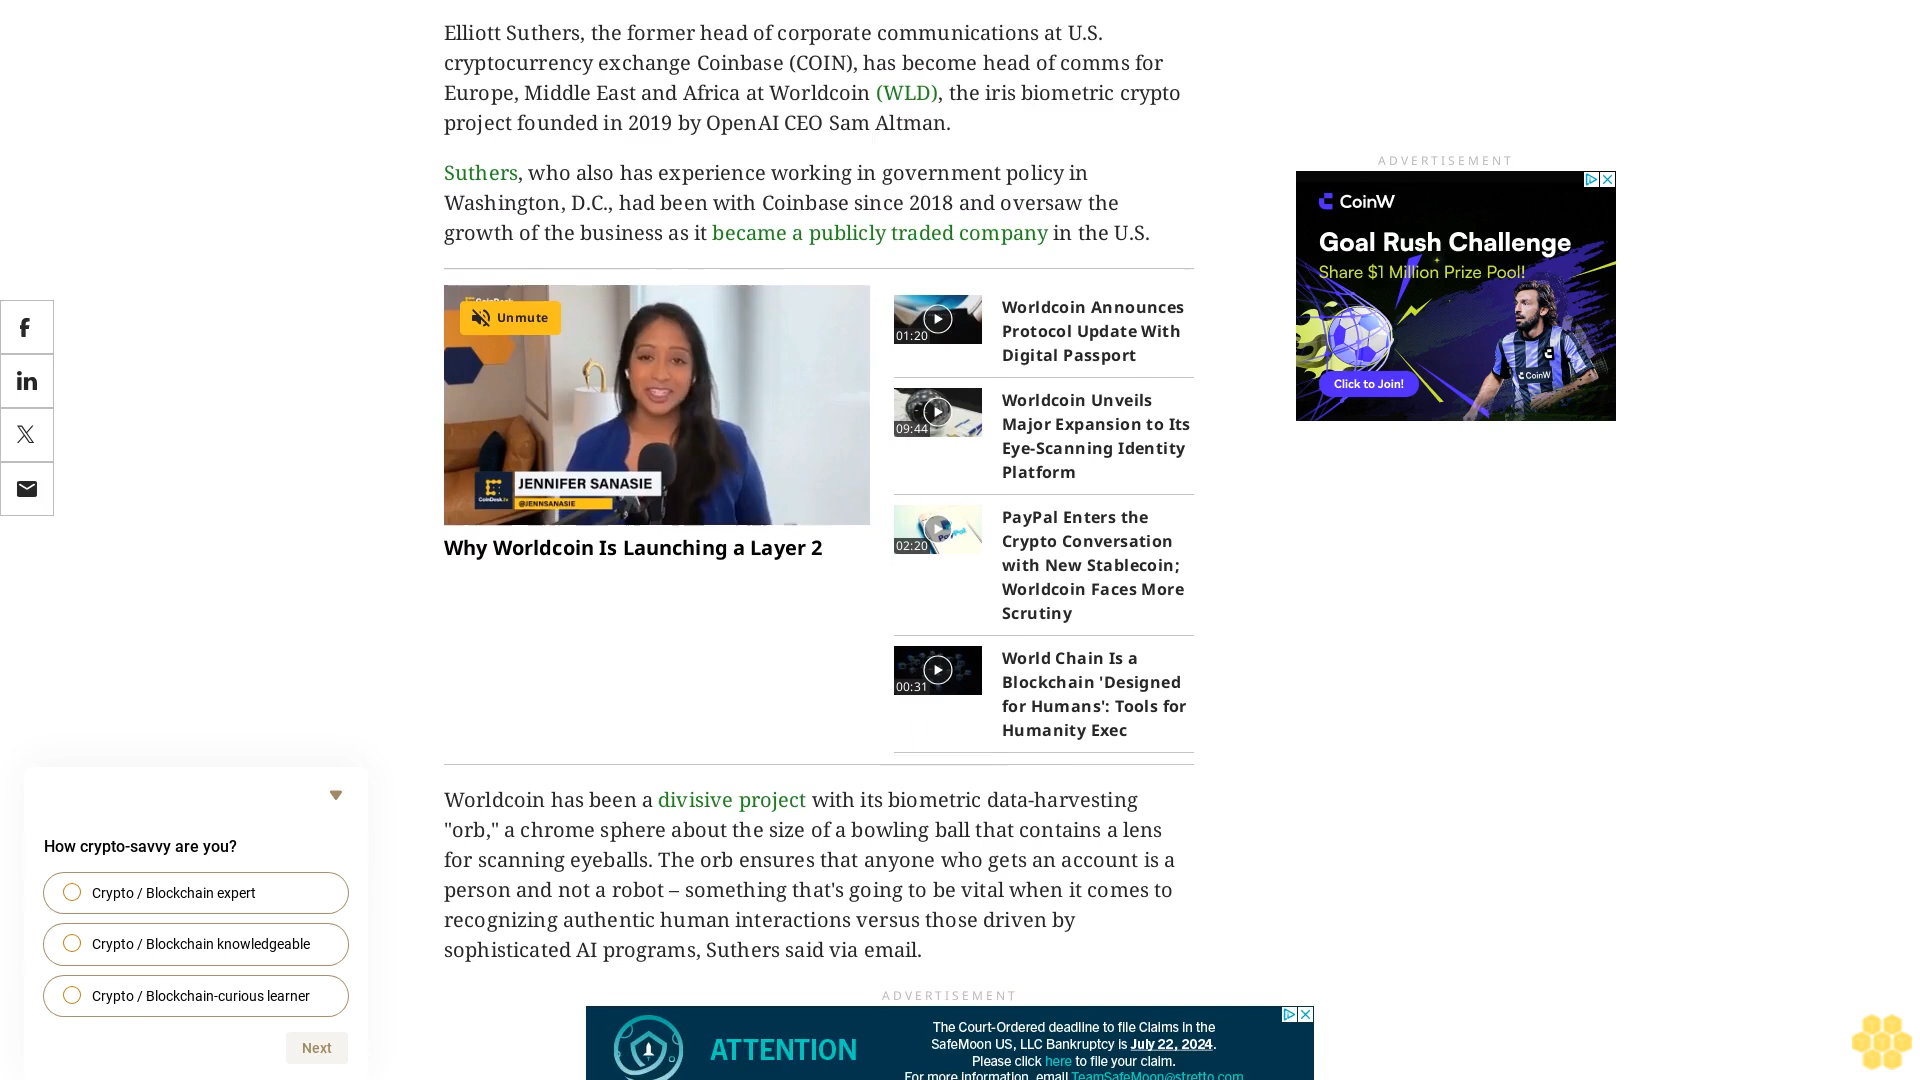 Elliott Suthers, the former head of corporate communications at U.S.
cryptocurrency exchange Coinbase (COIN), has become head of comms for
Europe, Middle East and Africa at Worldcoin (WLD), the iris biometric crypto
project founded in 2019 by OpenAI CEO Sam Altman.
Suthers, who also has experience working in government policy in
Washington, D.C., had been with Coinbase since 2018 and oversaw the
growth of the business as it became a publicly traded company in the U.S.
Unmute
JENNIFER SANASIE
CoinDesk.tv
@JENNSANASIE
Why Worldcoin Is Launching a Layer 2
01:20
Worldcoin Announces
Protocol Update With
Digital Passport
09:44
Worldcoin Unveils
Major Expansion to Its
Eye-Scanning Identity
Platform
02:20
PayPal Enters the
Crypto Conversation
with New Stablecoin;
Worldcoin Faces More
Scrutiny
00:31
World Chain Is a
Blockchain 'Designed
for Humans': Tools for
Humanity Exec
ADVERTISEMENT
CoinW
Goal Rush Challenge
Share $1 Million Prize Pool!
CoinW
Click to Join!
Worldcoin has been a divisive project with its biometric data-harvesting
"orb," a chrome sphere about the size of a bowling ball that contains a lens
for scanning eyeballs. The orb ensures that anyone who gets an account is a
person and not a robot – something that's going to be vital when it comes to
recognizing authentic human interactions versus those driven by
sophisticated AI programs, Suthers said via email.
How crypto-savvy are you?
Crypto / Blockchain expert
Crypto / Blockchain knowledgeable
Crypto / Blockchain-curious learner
Next
ADVERTISEMENT
ATTENTION
The Court-Ordered deadline to file Claims in the
SafeMoon US, LLC Bankruptcy is July 22, 2024.
Please click here to file your claim.
For more information, email TeamSafeMoon@stretto.com